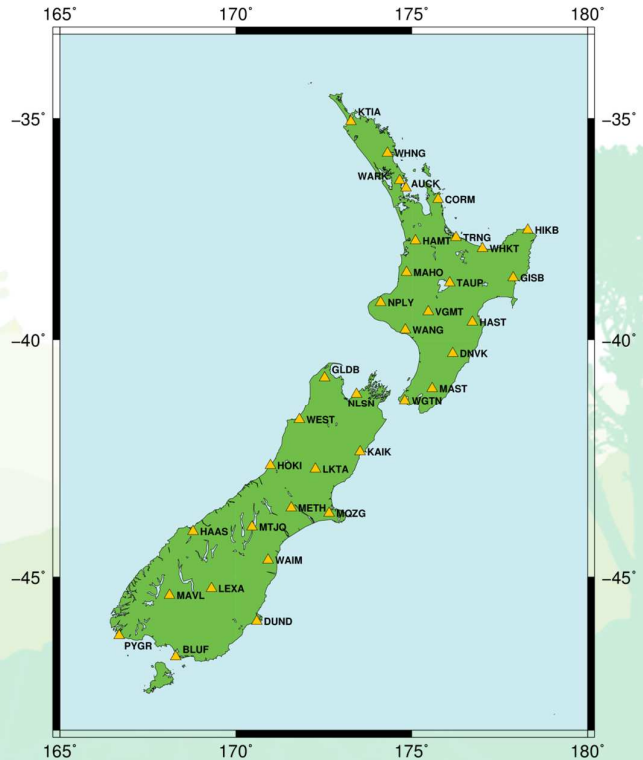 165° 170° 175° 180°
−35° −35°
KTIA
WHNG
WARK
AUCK
CORM
HIKB
TRNG
HAMT
WHKT
MAHO
GISB
TAUP
NPLY
VGMT
HAST
WANG
−40° −40°
DNVK
GLDB
MAST
NLSN
WGTN
WEST
KAIK
HOKI
LKTA
METH
MQZG
MTJO
HAAS
WAIM
−45° −45°
LEXA
MAVL
DUND
PYGR
BLUF
165° 170° 175° 180°